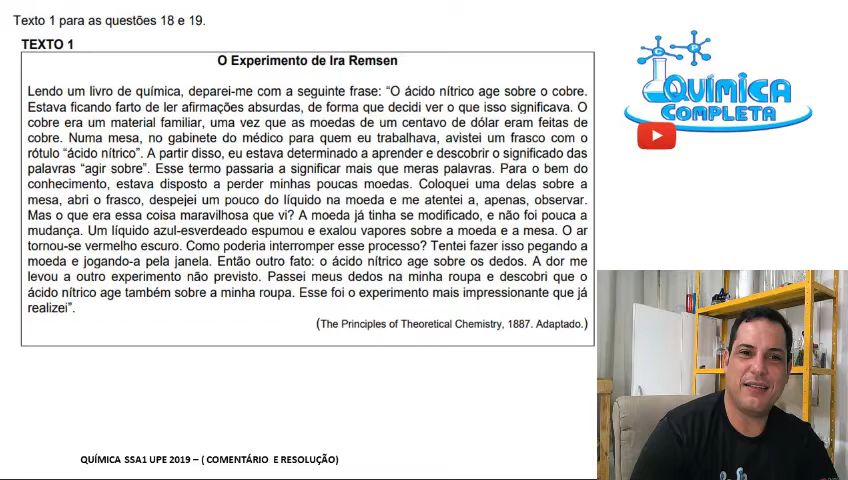 Texto 1 para as questões 18 e 19.
TEXTO 1
O Experimento de Ira Remsen
Lendo um livro de química, deparei-me com a seguinte frase: “O ácido nítrico age sobre o cobre.
Estava ficando farto de ler afirmações absurdas, de forma que decidi ver o que isso significava. O
cobre era um material familiar, uma vez que as moedas de um centavo de dólar eram feitas de
cobre. Numa mesa, no gabinete do médico para quem eu trabalhava, avistei um frasco com o
rótulo “ácido nítrico”. A partir disso, eu estava determinado a aprender e descobrir o significado das
palavras “agir sobre”. Esse termo passaria a significar mais que meras palavras. Para o bem do
conhecimento, estava disposto a perder minhas poucas moedas. Coloquei uma delas sobre a
mesa, abri o frasco, despejei um pouco do líquido na moeda e me atentei a, apenas, observar.
Mas o que era essa coisa maravilhosa que vi? A moeda já tinha se modificado, e não foi pouca a
mudança. Um líquido azul-esverdeado espumou e exalou vapores sobre a moeda e a mesa. O ar
tornou-se vermelho escuro. Como poderia interromper esse processo? Tentei fazer isso pegando a
moeda e jogando-a pela janela. Então outro fato: o ácido nítrico age sobre os dedos. A dor me
levou a outro experimento não previsto. Passei meus dedos na minha roupa e descobri que o
ácido nítrico age também sobre a minha roupa. Esse foi o experimento mais impressionante que já
realizei”.
(The Principles of Theoretical Chemistry, 1887. Adaptado.)
C P
QUÍMICA
COMPLETA
QUÍMICA SSA1 UPE 2019 – ( COMENTÁRIO E RESOLUÇÃO)